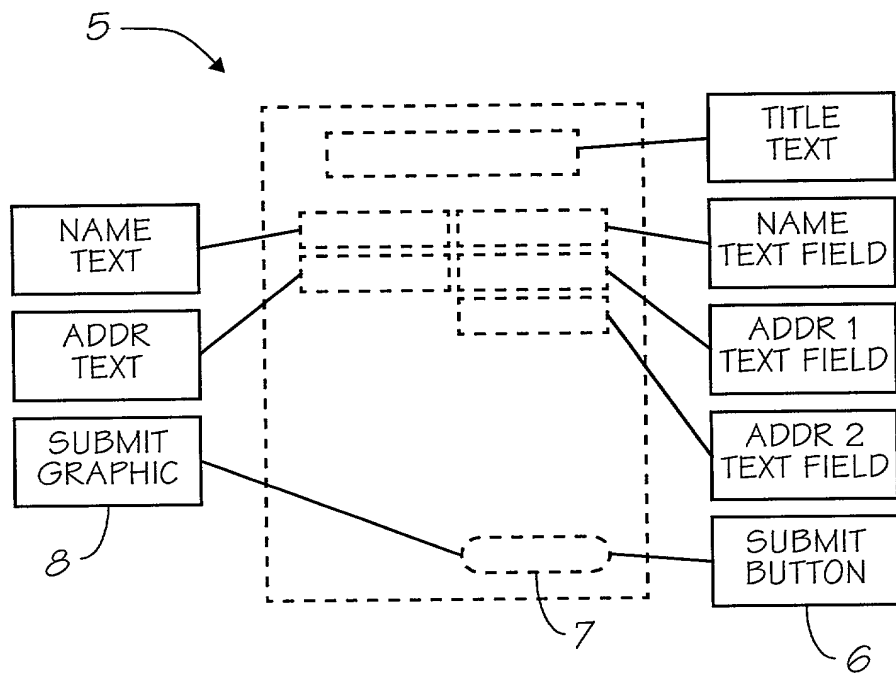 5
TITLE
TEXT
NAME
TEXT
NAME
TEXT FIELD
ADDR
TEXT
ADDR 1
TEXT FIELD
SUBMIT
GRAPHIC
ADDR 2
TEXT FIELD
8
SUBMIT
BUTTON
7
6